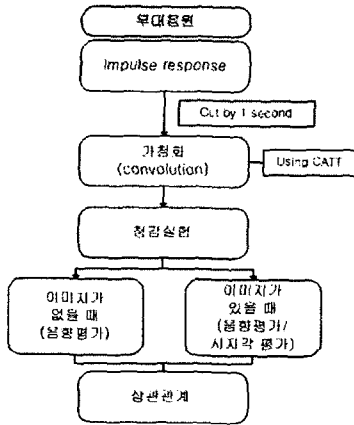 무대음원
Impulse response
Cut by 1 second
가청화
(convolution)
Using CATT
청감실험
이미지가
없을 때
(음향평가)
이미지가
있을 때
(음향평가/
시지각 평가)
상관관계